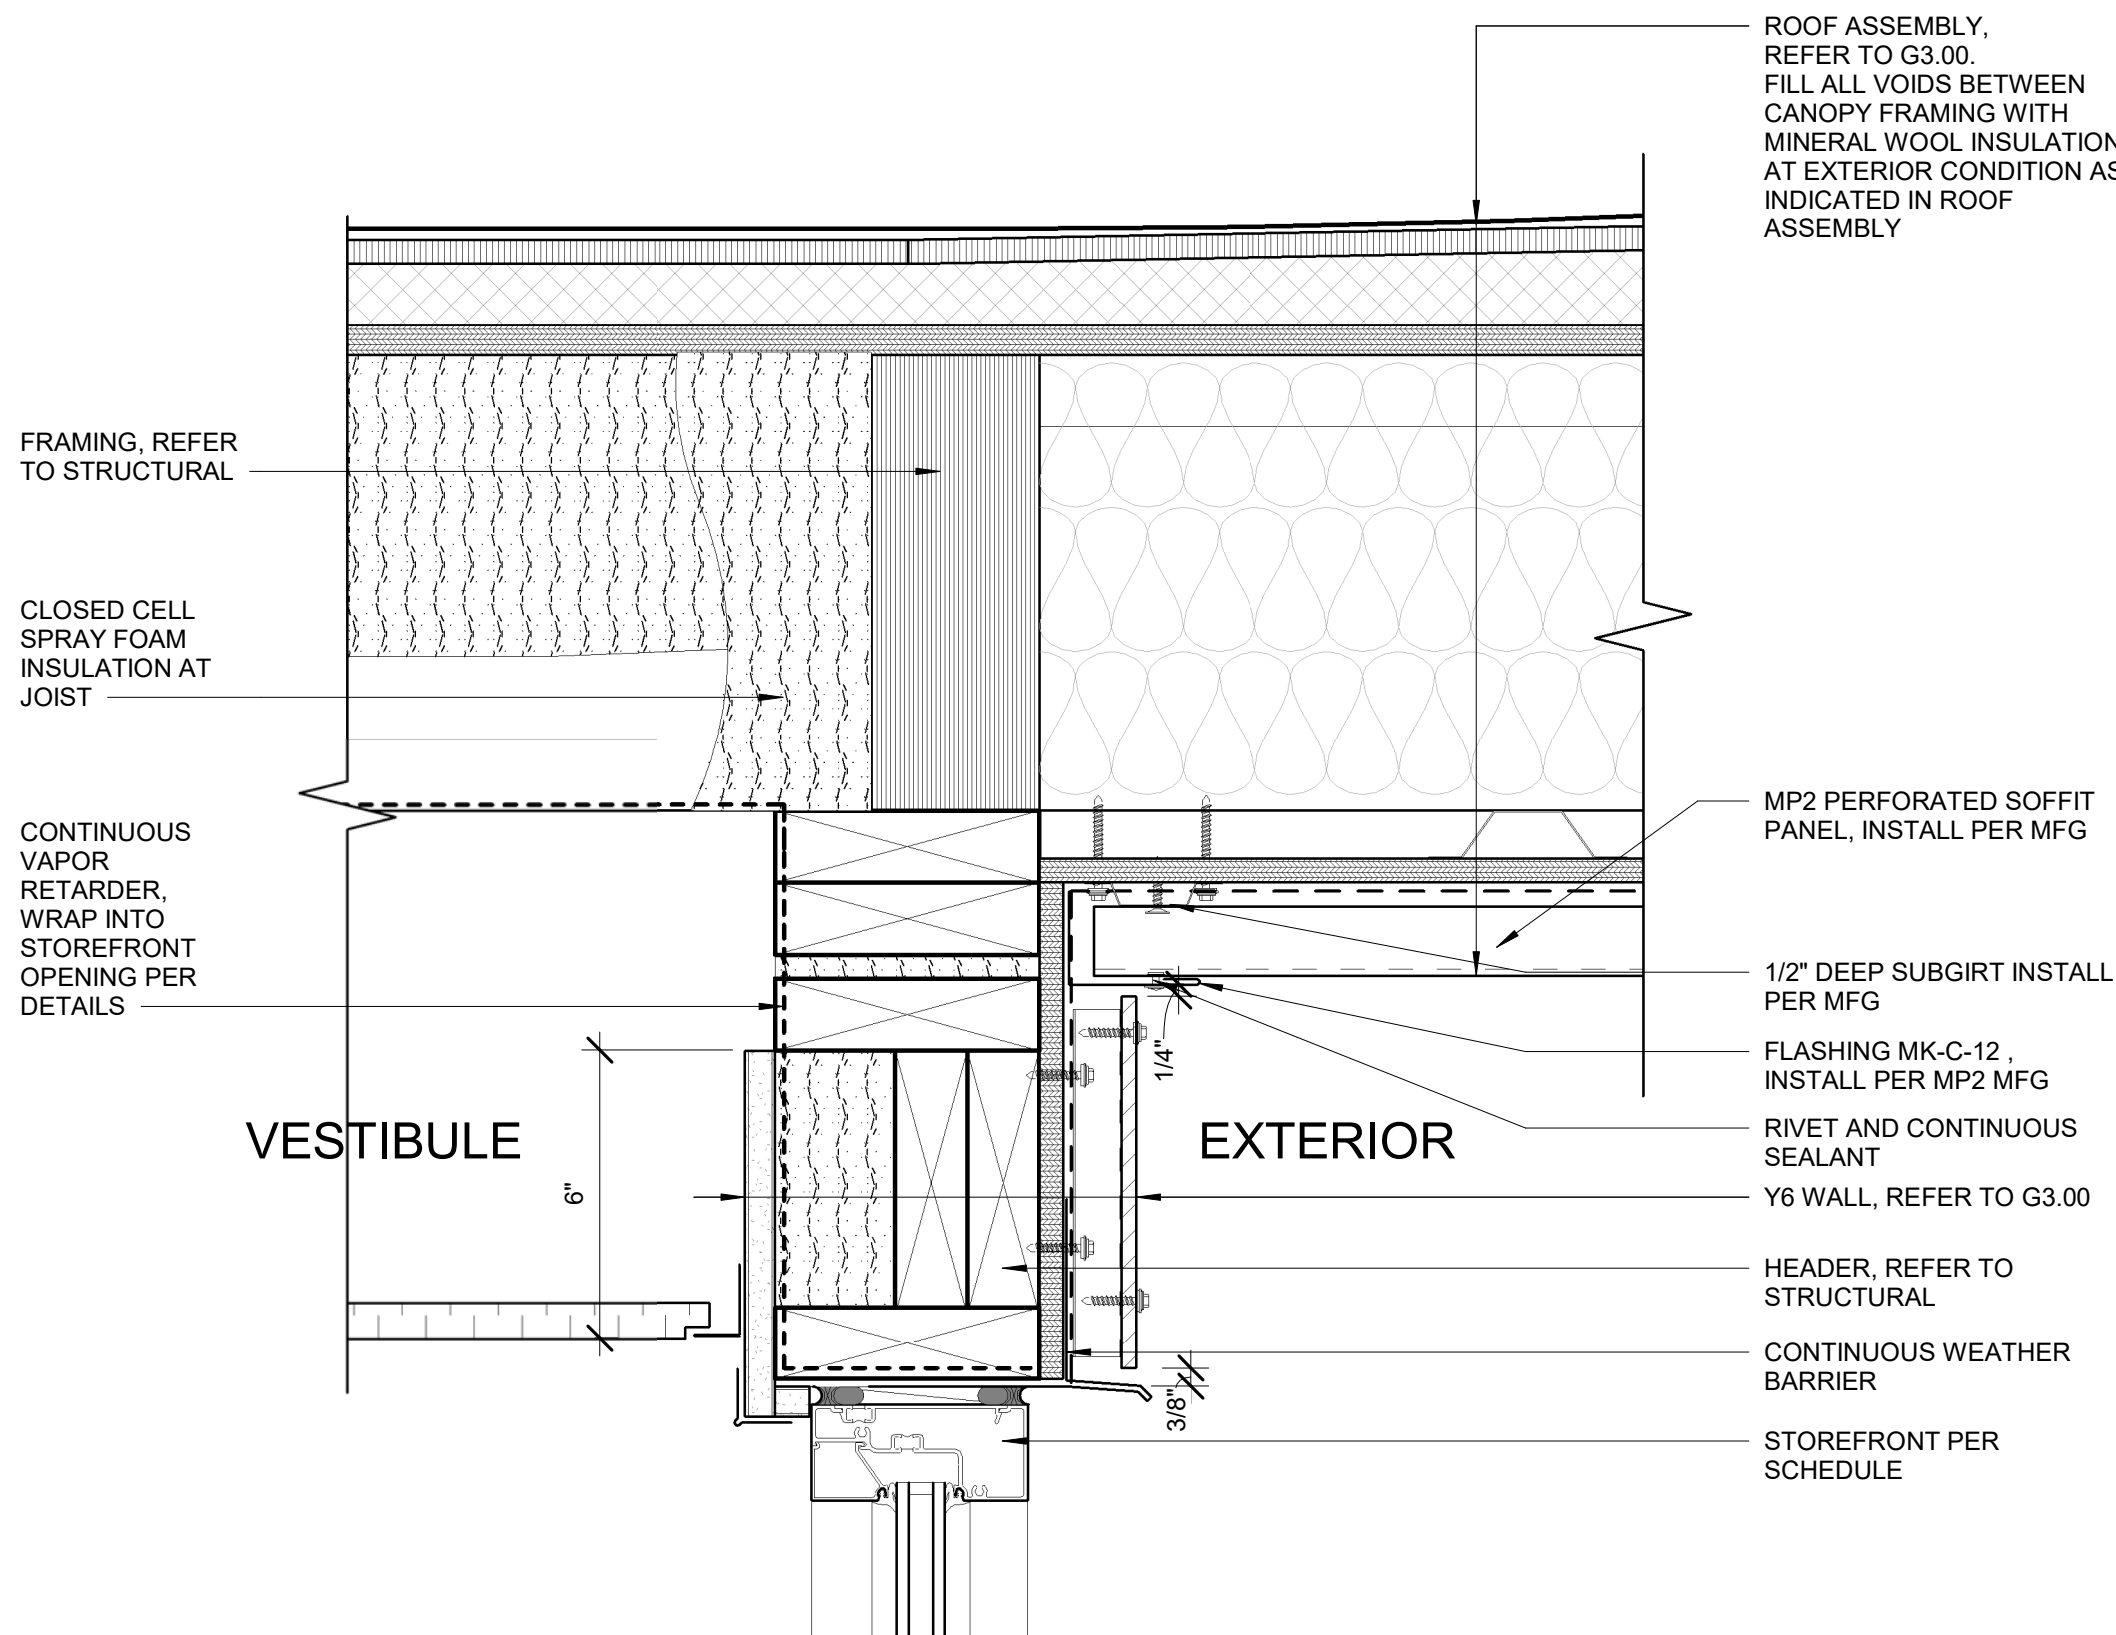 ROOF ASSEMBLY,
REFER TO G3.00.
FILL ALL VOIDS BETWEEN
CANOPY FRAMING WITH
MINERAL WOOL INSULATION
AT EXTERIOR CONDITION AS
INDICATED IN ROOF
ASSEMBLY
FRAMING, REFER
TO STRUCTURAL
CLOSED CELL
SPRAY FOAM
INSULATION AT
JOIST
CONTINUOUS
VAPOR
RETARDER,
WRAP INTO
STOREFRONT
OPENING PER
DETAILS
MP2 PERFORATED SOFFIT
PANEL, INSTALL PER MFG
1/2" DEEP SUBGIRT INSTALL
PER MFG
FLASHING MK-C-12 ,
INSTALL PER MP2 MFG
RIVET AND CONTINUOUS
SEALANT
Y6 WALL, REFER TO G3.00
HEADER, REFER TO
STRUCTURAL
CONTINUOUS WEATHER
BARRIER
STOREFRONT PER
SCHEDULE
VESTIBULE
EXTERIOR
6"
1/4"
3/8"